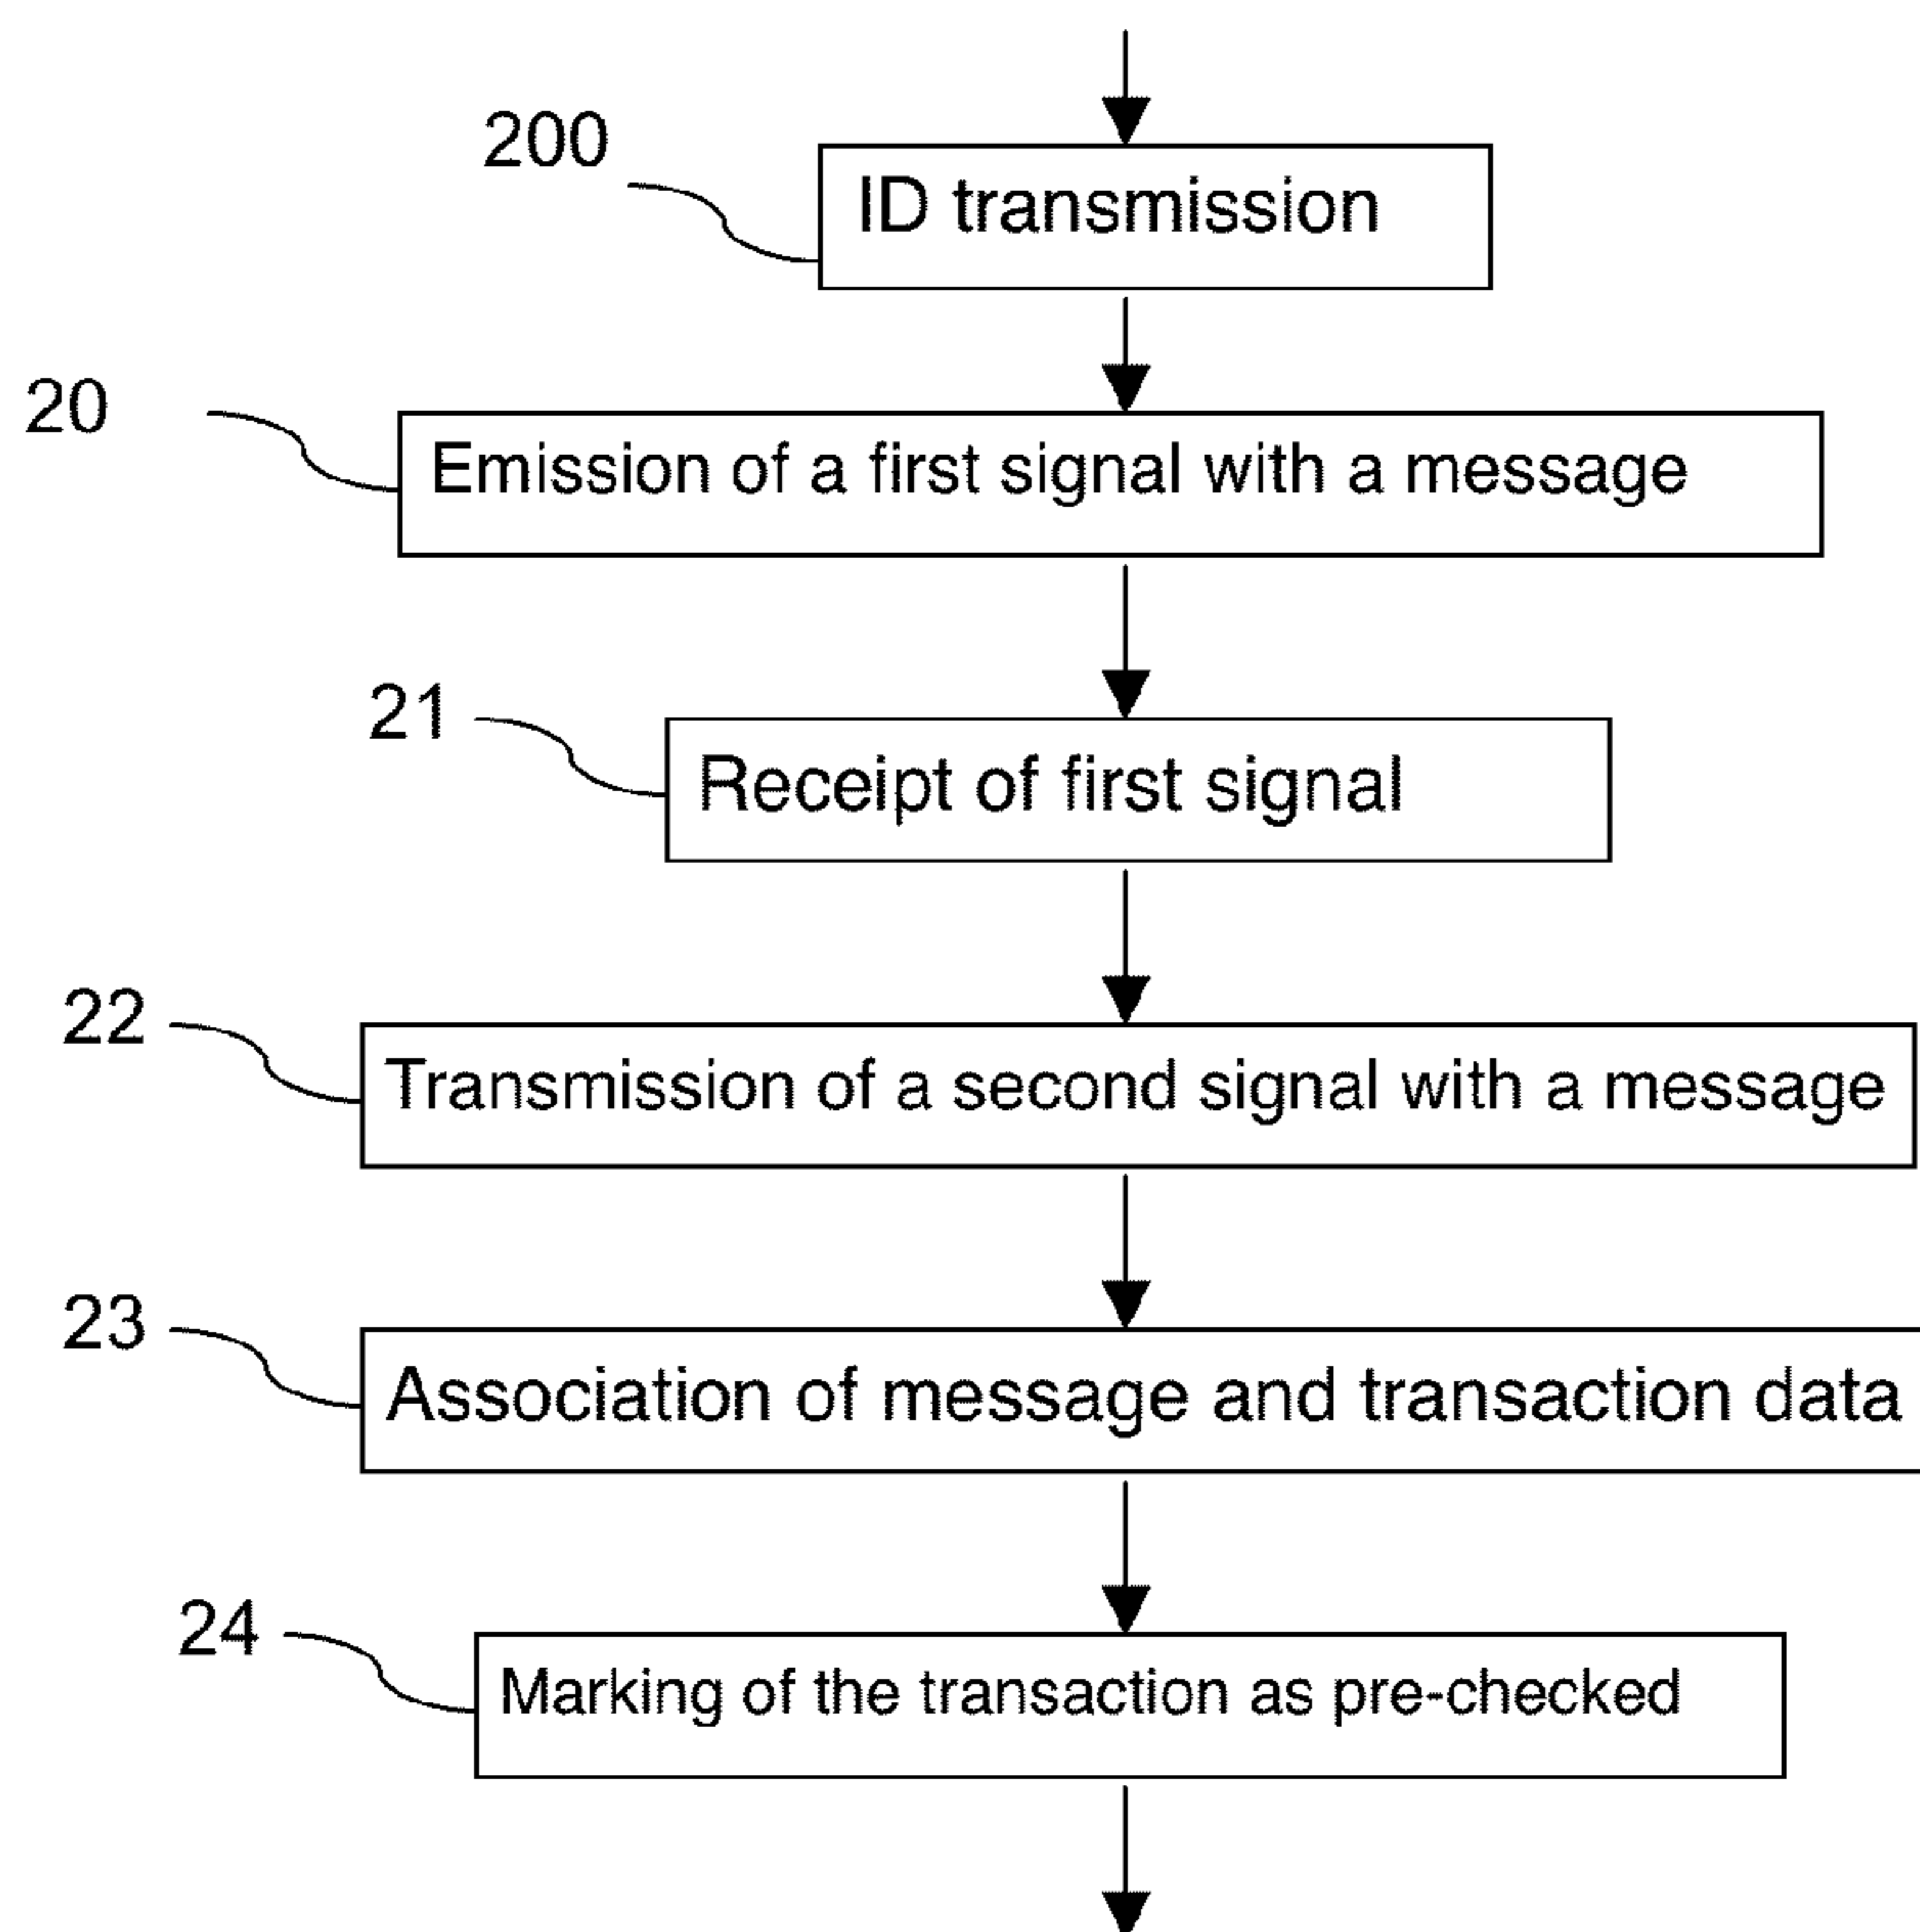 200
ID transmission
20
Emission of a first signal with a message
21
Receipt of first signal
22
Transmission of a second signal with a message
23
Association of message and transaction data
24
Marking of the transaction as pre-checked